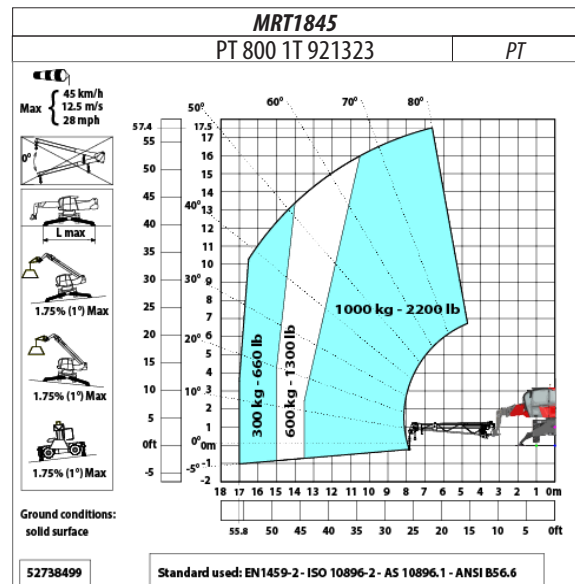 MRT1845
PT 800 1T 921323 PT
Max { 45 km/h
12.5 m/s
28 mph
0°
L max
1.75% (1°) Max
1.75% (1°) Max
1.75% (1°) Max
Ground conditions:
solid surface
52738499
50° 60° 70° 80°
40°
30°
20°
10°
0°
-5°
57.4
55
50
45
40
35
30
25
20
15
10
5
0ft
-5
17.5
17
16
15
14
13
12
11
10
9
8
7
6
5
4
3
2
1
0m
-1
-2
300 kg - 660 lb
600 kg - 1300 lb
1000 kg - 2200 lb
18 17 16 15 14 13 12 11 10 9 8 7 6 5 4 3 2 1 0m
55.8 50 45 40 35 30 25 20 15 10 5 0ft
Standard used: EN1459-2 - ISO 10896-2 - AS 10896.1 - ANSI B56.6